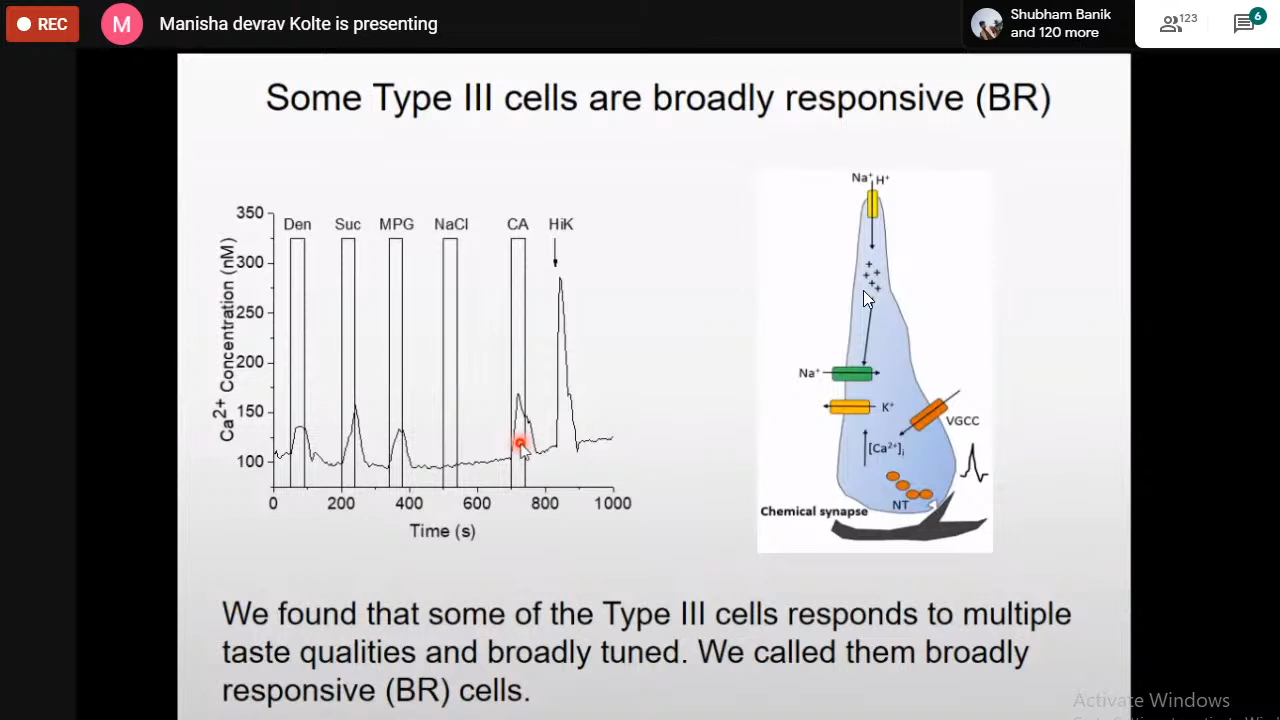 REC
M
Manisha devrav Kolte is presenting
Shubham Banik
and 120 more
123
6
Some Type III cells are broadly responsive (BR)
350
300
250
200
150
100
Ca2+ Concentration (nM)
Den Suc MPG NaCl CA HiK
0 200 400 600 800 1000
Time (s)
Na+ H+
+
+ +
+ +
Na+
K+
VGCC
[Ca2+]i
NT
Chemical synapse
We found that some of the Type III cells responds to multiple
taste qualities and broadly tuned. We called them broadly
responsive (BR) cells.
Activate Windows